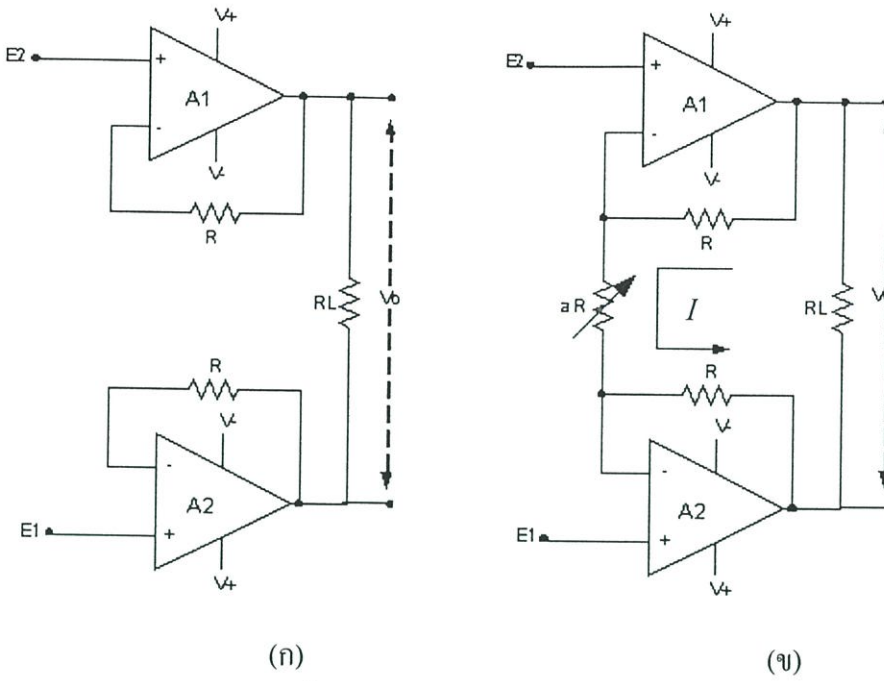 V+
E2
+
A1
-
V-
R
RL
Vo
R
V-
-
A2
E1
+
V+
(ก)
V+
E2
+
A1
-
V-
R
aR
I
RL
V
R
V-
-
A2
E1
+
V+
(ข)